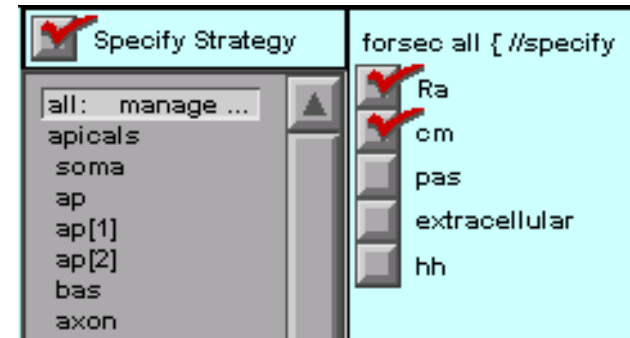 Specify Strategy
all: manage ...
apicals
soma
ap
ap[1]
ap[2]
bas
axon
forsec all { //specify
Ra
cm
pas
extracellular
hh